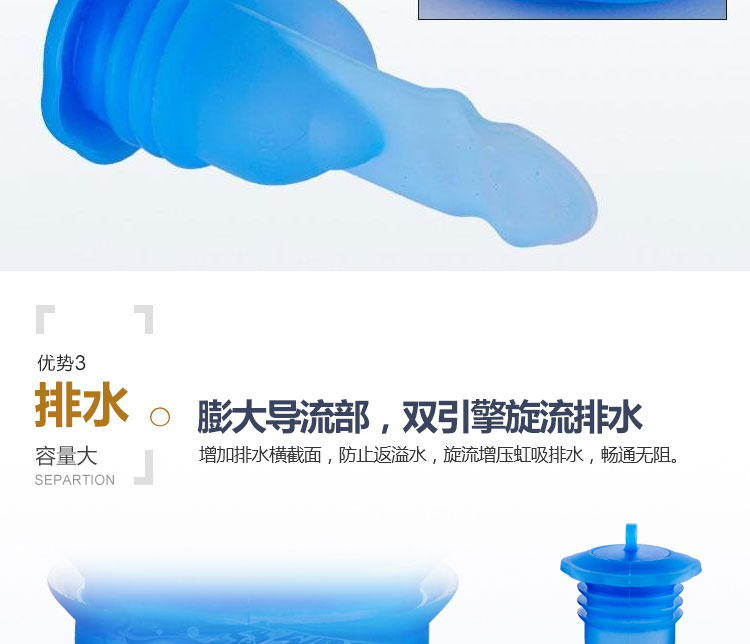 优势3
排水
容量大
SEPARTION
膨大导流部，双引擎旋流排水
增加排水横截面，防止返溢水，旋流增压虹吸排水，畅通无阻。